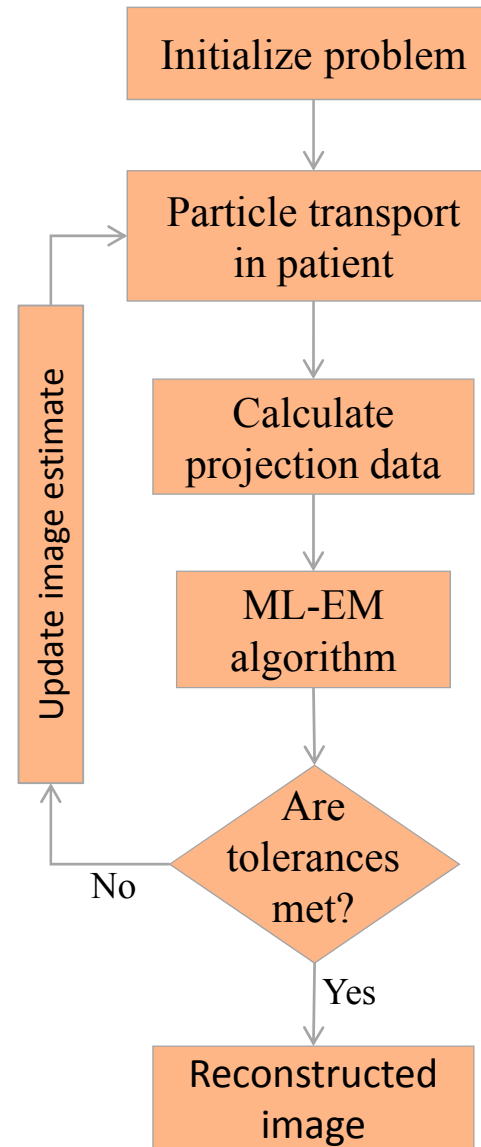 Initialize problem
Particle transport
in patient
Calculate
projection data
ML-EM
algorithm
Are
tolerances
met?
No
Update image estimate
Yes
Reconstructed
image